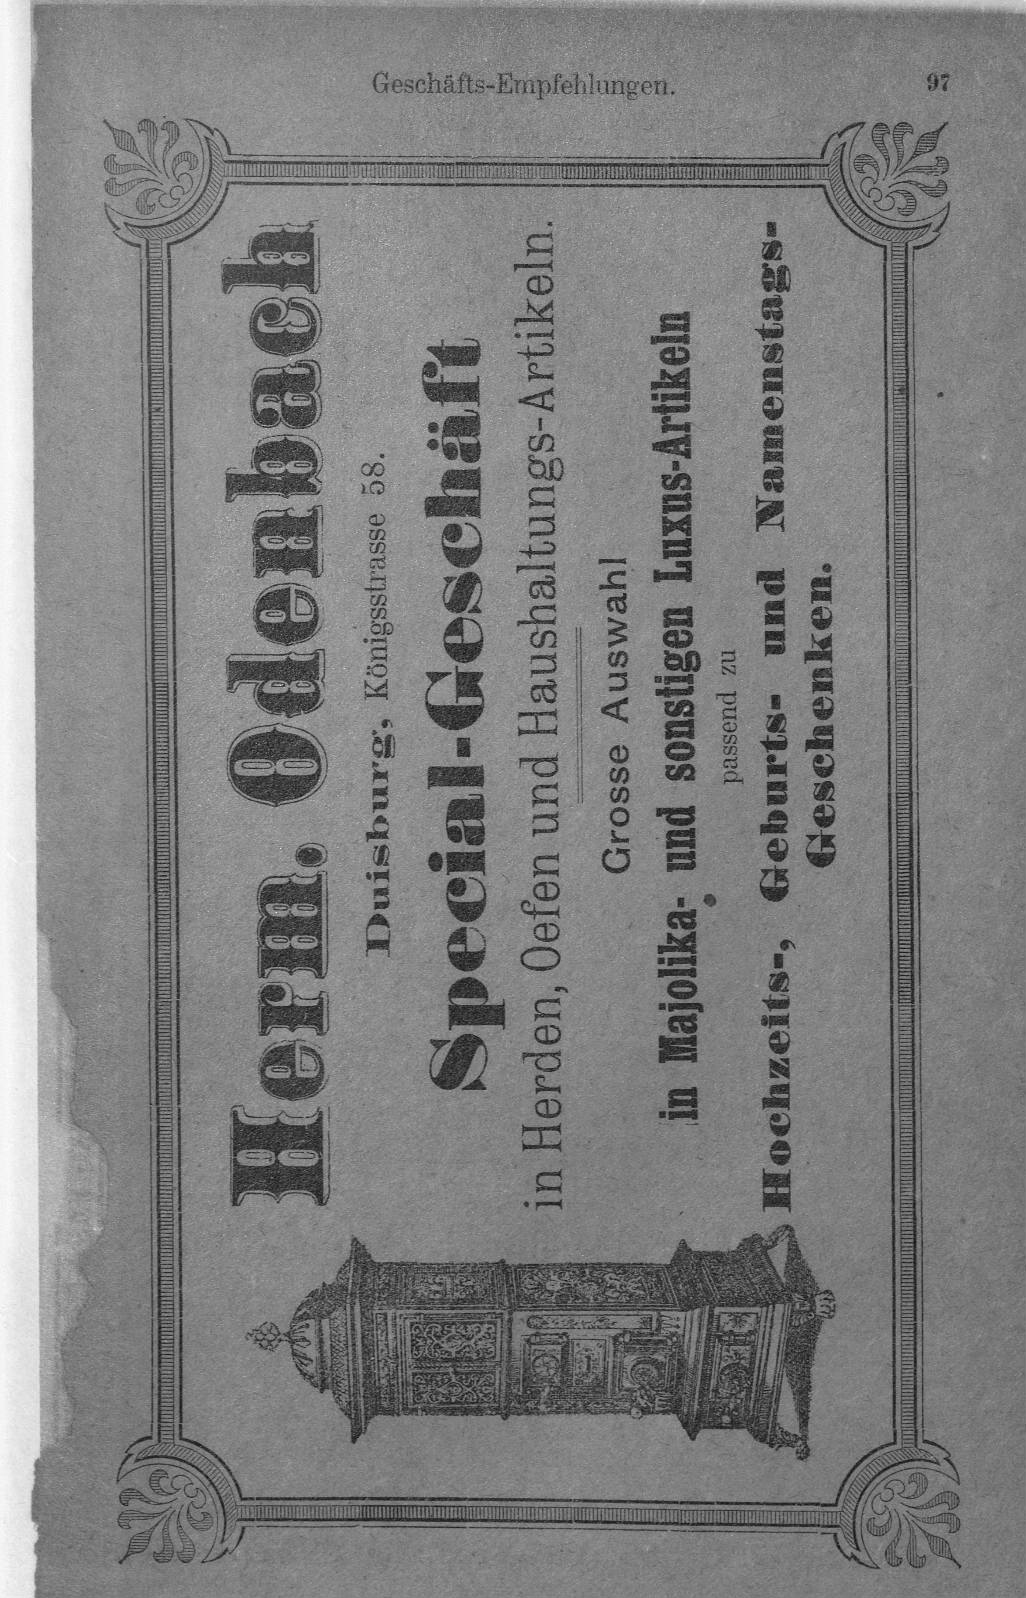 Geschäfts-Empfehlungen. 97
Herm. Odenbach
Duisburg, Königsstrasse 58.
Special-Geschäft
in Herden, Oefen und Haushaltungs-Artikeln.
Grosse Auswahl
in Majolika- und sonstigen Luxus-Artikeln
passend zu
Hochzeits-, Geburts- und Namenstags-
Geschenken.